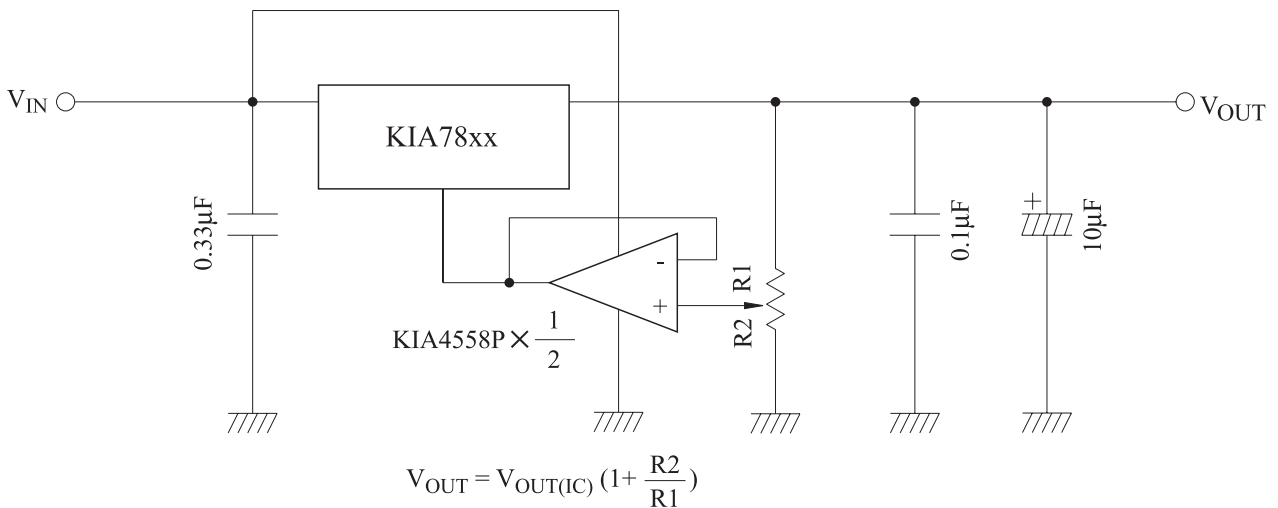 V_IN
V_OUT
KIA78xx
0.33μF
0.1μF
+
10μF
-
+
R1
R2
KIA4558P × 1/2
V_OUT = V_OUT(IC) (1+ R2/R1)